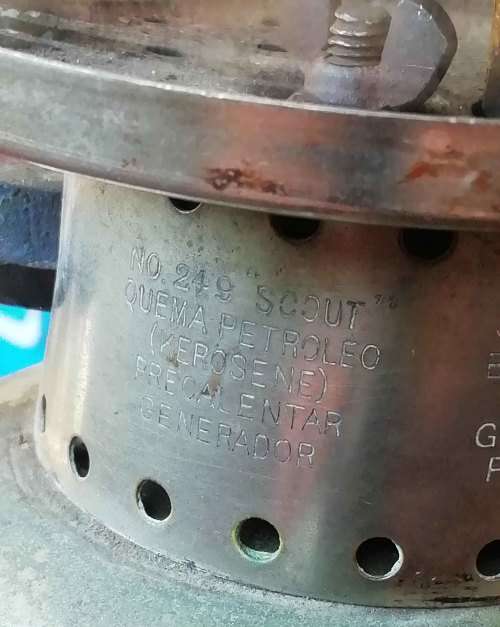 NO. 249 "SCOUT"
QUEMA PETROLEO
(KEROSENE)
PRECALENTAR
GENERADOR